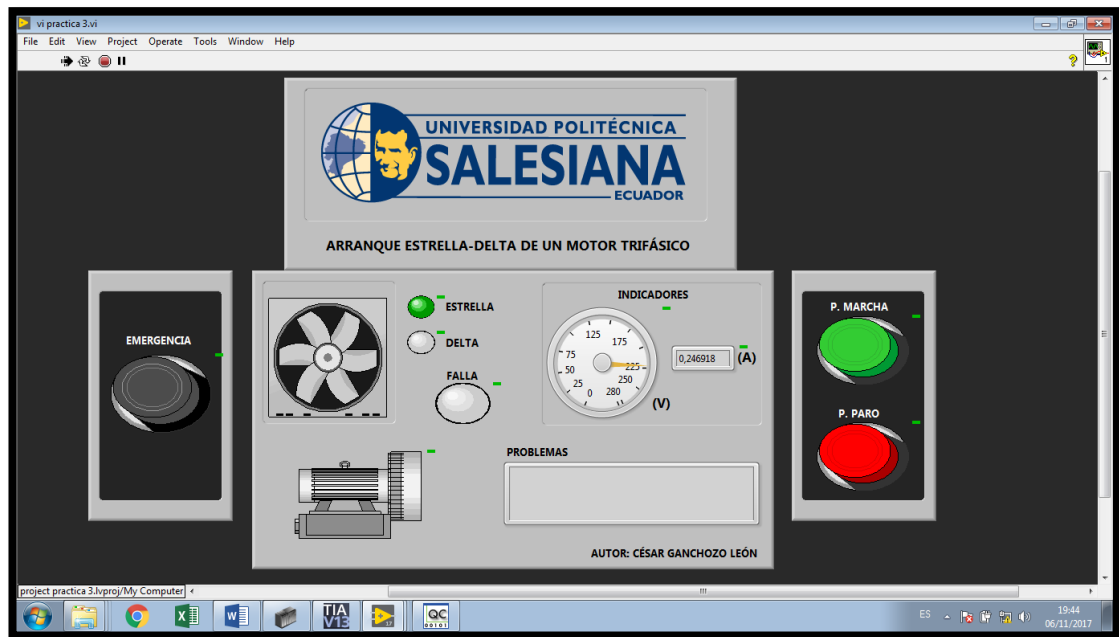 vi practica 3.vi
File Edit View Project Operate Tools Window Help
UNIVERSIDAD POLITÉCNICA
SALESIANA
ECUADOR
ARRANQUE ESTRELLA-DELTA DE UN MOTOR TRIFÁSICO
EMERGENCIA
ESTRELLA
DELTA
FALLA
INDICADORES
0
25
50
75
125
175
225
250
280
(V)
0,246918 (A)
PROBLEMAS
AUTOR: CÉSAR GANCHOZO LEÓN
P. MARCHA
P. PARO
project practica 3.lvproj/My Computer
TIA
V13
QC
ES
19:44
06/11/2017